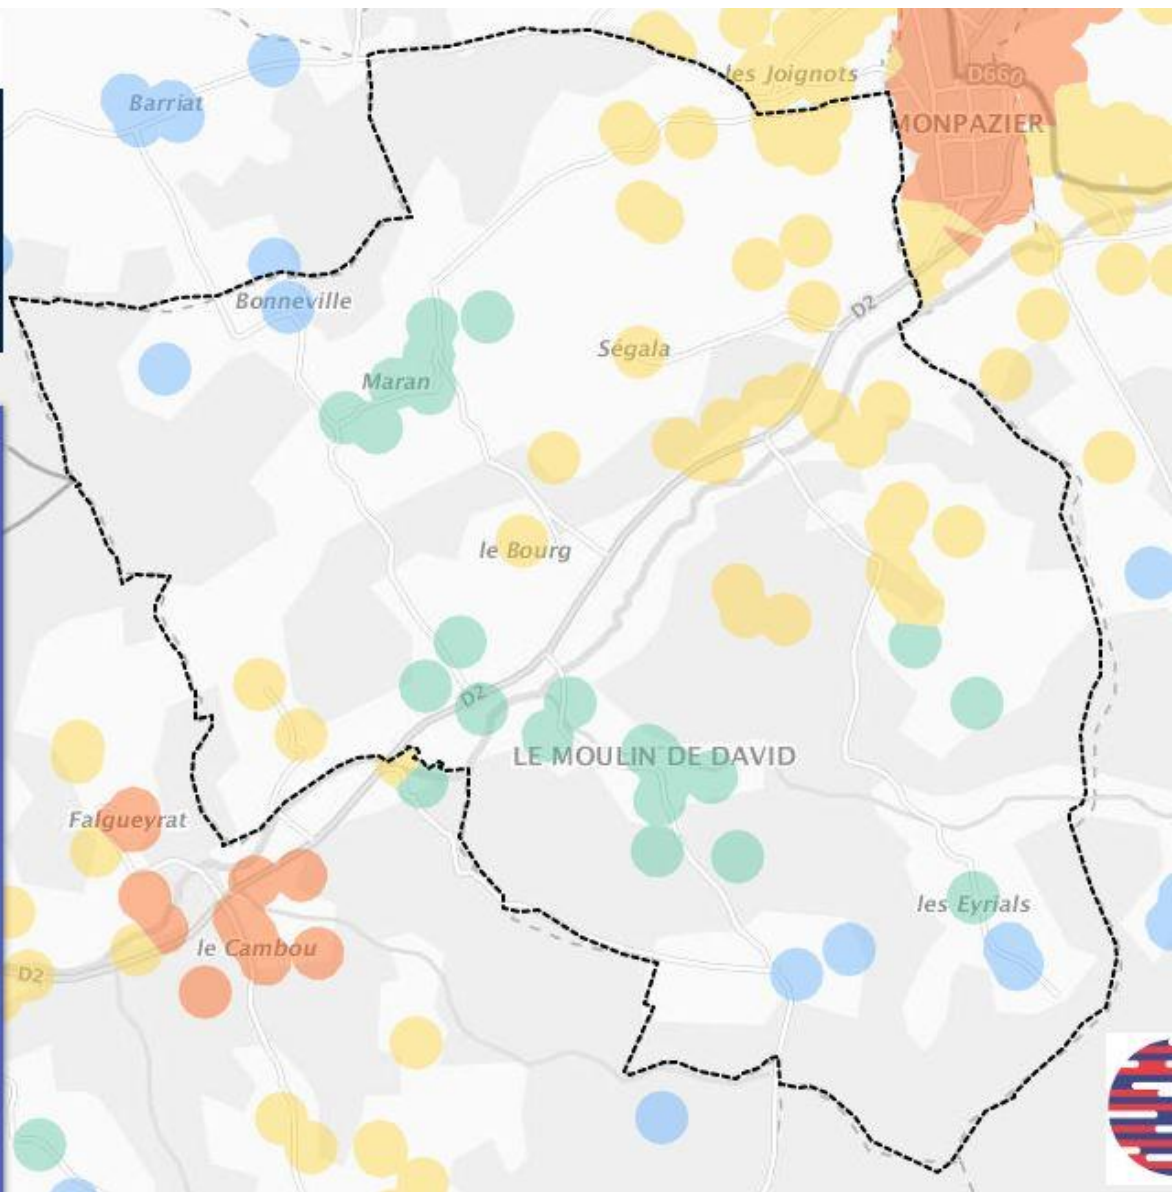 les Joignots
D660
Barriat
MONPAZIER
Bonneville
D2
Ségala
Maran
le Bourg
D2
LE MOULIN DE DAVID
Falgueyrat
les Eyrials
le Cambou
D2